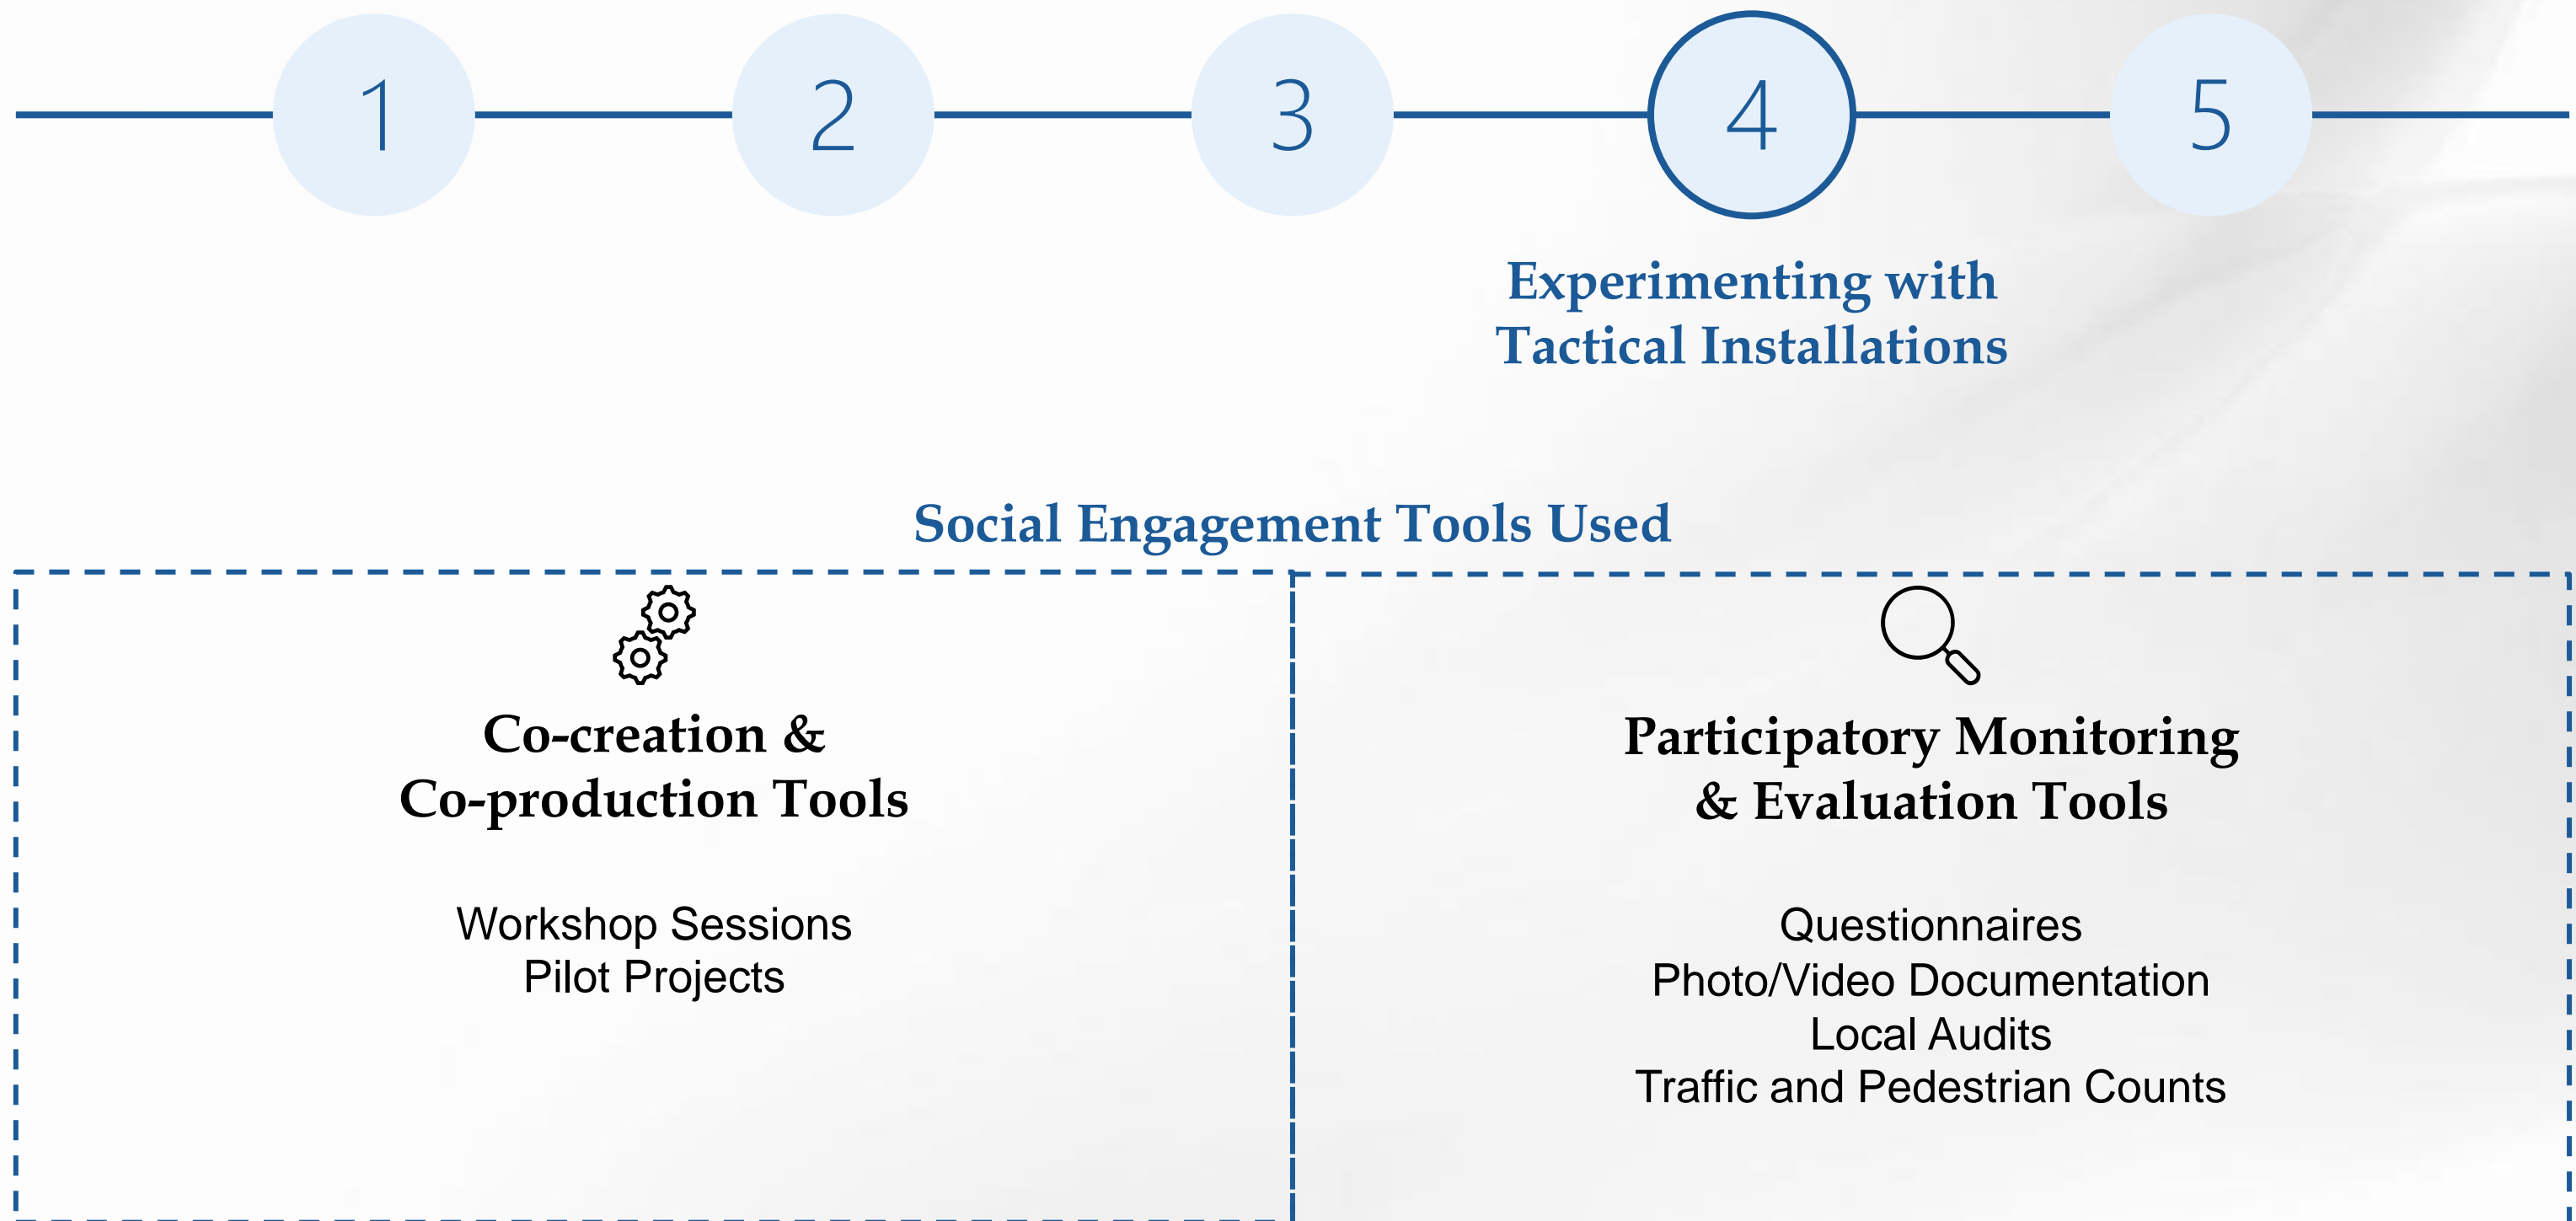 1
2
3
4
5
Experimenting with
Tactical Installations
Social Engagement Tools Used
Co-creation &
Co-production Tools
Workshop Sessions
Pilot Projects
Participatory Monitoring
& Evaluation Tools
Questionnaires
Photo/Video Documentation
Local Audits
Traffic and Pedestrian Counts